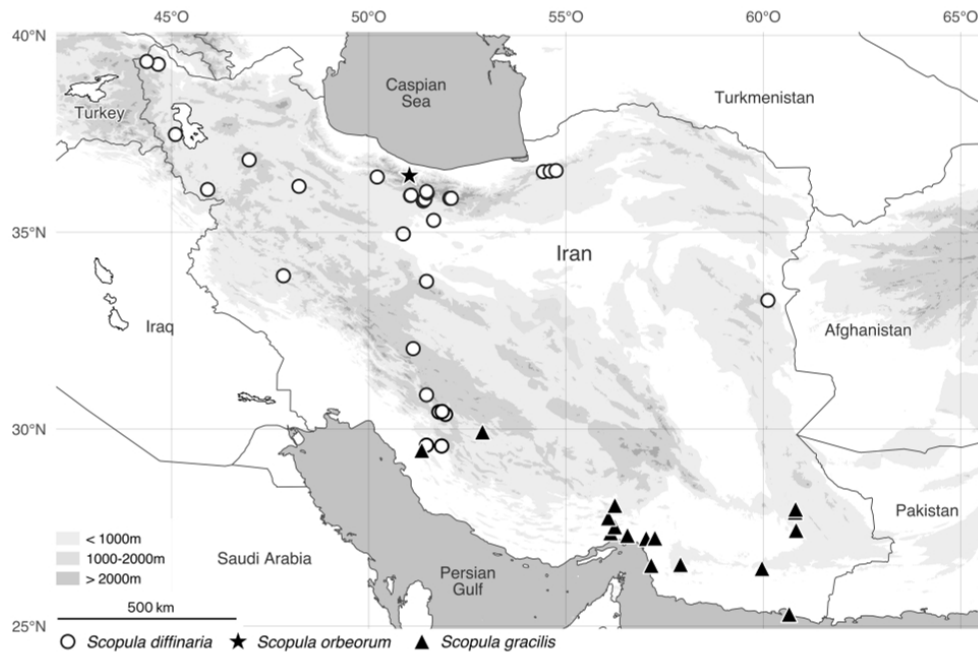 45°O 50°O 55°O 60°O 65°O
40°N
Caspian
Sea
Turkmenistan
Turkey
35°N
Iran
Iraq
Afghanistan
30°N
Pakistan
< 1000m
1000-2000m
> 2000m
Saudi Arabia
Persian
Gulf
500 km
25°N
Scopula diffinaria Scopula orbeorum Scopula gracilis